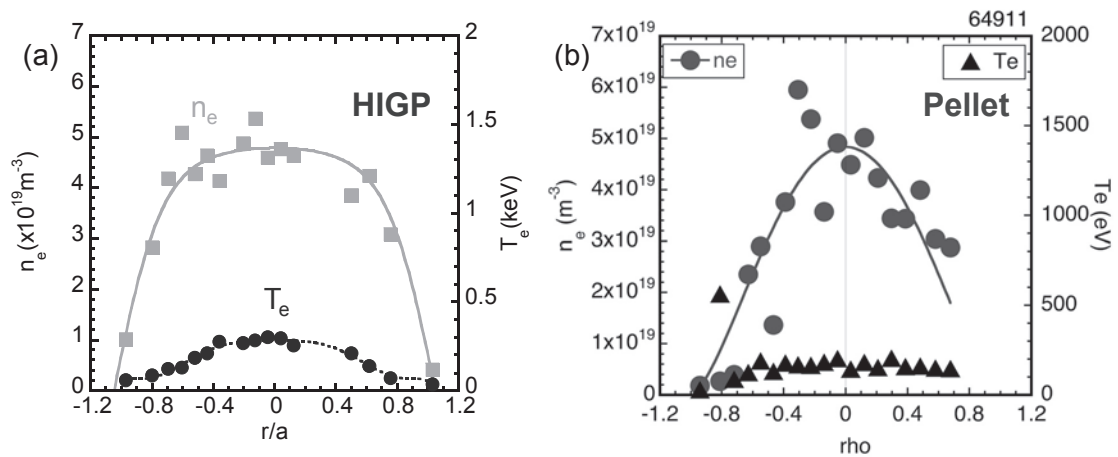 (a)
HIGP
n_e
T_e
7
6
5
4
3
2
1
0
n_e(x10^19m^-3)
2
1.5
1
0.5
0
T_e(keV)
-1.2 -0.8 -0.4 0 0.4 0.8 1.2
r/a
64911
(b)
ne
Te
Pellet
7x10^19
6x10^19
5x10^19
4x10^19
3x10^19
2x10^19
1x10^19
0
n_e (m^-3)
2000
1500
1000
500
0
Te (eV)
-1.2 -0.8 -0.4 0 0.4 0.8 1.2
rho